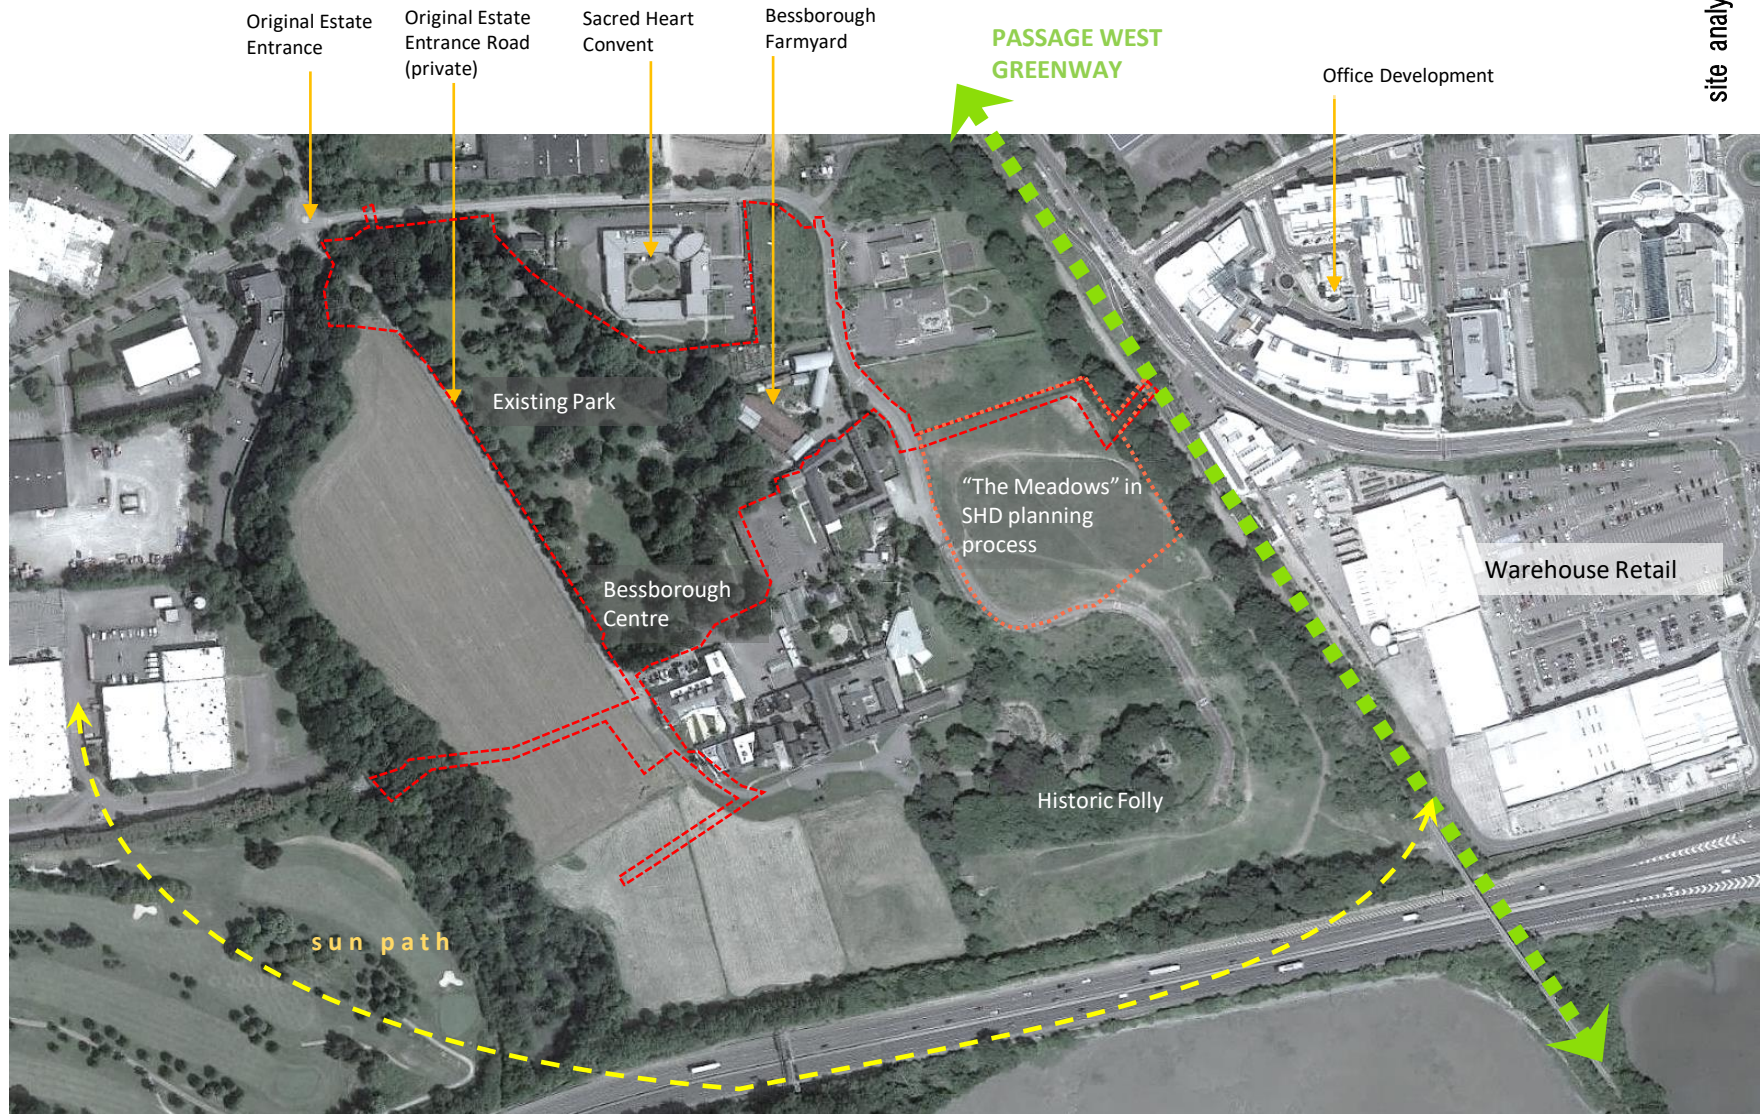 site analy
Original Estate
Entrance
Original Estate
Entrance Road
(private)
Sacred Heart
Convent
Bessborough
Farmyard
PASSAGE WEST
GREENWAY
Office Development
Existing Park
"The Meadows" in
SHD planning
process
Bessborough
Centre
Warehouse Retail
Historic Folly
sun path